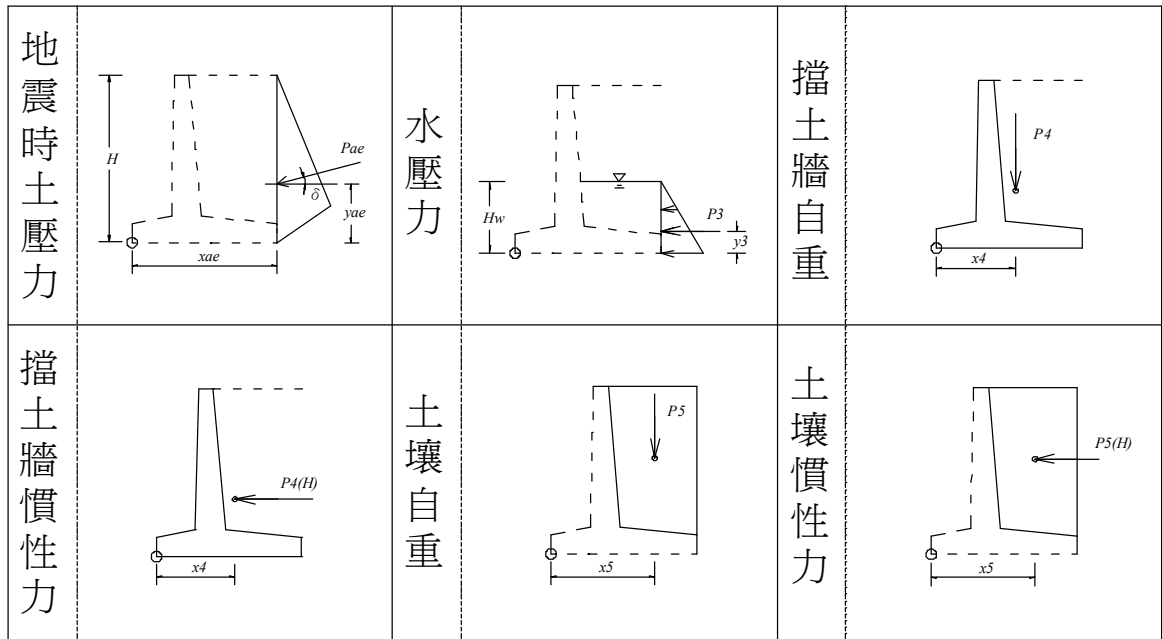 地震時土壓力
H
Pae
δ
yae
xae
水壓力
Hw
P3
y3
擋土牆自重
P4
x4
擋土牆慣性力
P4(H)
x4
土壤自重
P5
x5
土壤慣性力
P5(H)
x5